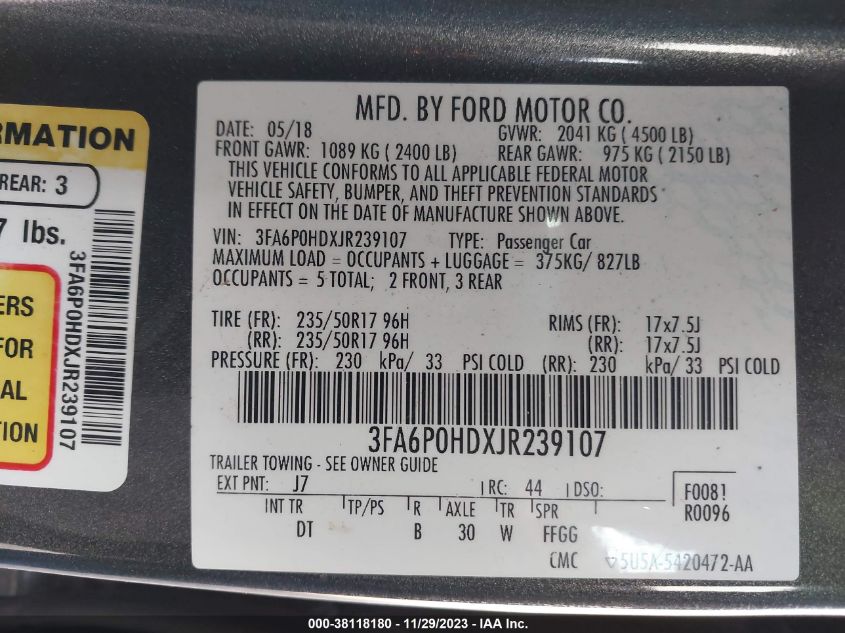 RMATION
REAR: 3
7 lbs.
3FA6P0HDXJR239107
ERS
FOR
AL
TION
MFD. BY FORD MOTOR CO.
DATE: 05/18 GVWR: 2041 KG ( 4500 LB)
FRONT GAWR: 1089 KG ( 2400 LB) REAR GAWR: 975 KG ( 2150 LB)
THIS VEHICLE CONFORMS TO ALL APPLICABLE FEDERAL MOTOR
VEHICLE SAFETY, BUMPER, AND THEFT PREVENTION STANDARDS
IN EFFECT ON THE DATE OF MANUFACTURE SHOWN ABOVE.
VIN: 3FA6P0HDXJR239107 TYPE: Passenger Car
MAXIMUM LOAD = OCCUPANTS + LUGGAGE = 375KG/ 827LB
OCCUPANTS = 5 TOTAL; 2 FRONT, 3 REAR
TIRE (FR): 235/50R17 96H RIMS (FR): 17x7.5J
(RR): 235/50R17 96H (RR): 17x7.5J
PRESSURE (FR): 230 kPa/ 33 PSI COLD (RR): 230 kPa/ 33 PSI COLD
3FA6P0HDXJR239107
TRAILER TOWING - SEE OWNER GUIDE
EXT PNT: J7 RC: 44 DSO: F0081
INT TR TP/PS R AXLE TR SPR R0096
DT B 30 W FFGG
CMC 5U5A-5420472-AA
000-38118180 - 11/29/2023 - IAA Inc.